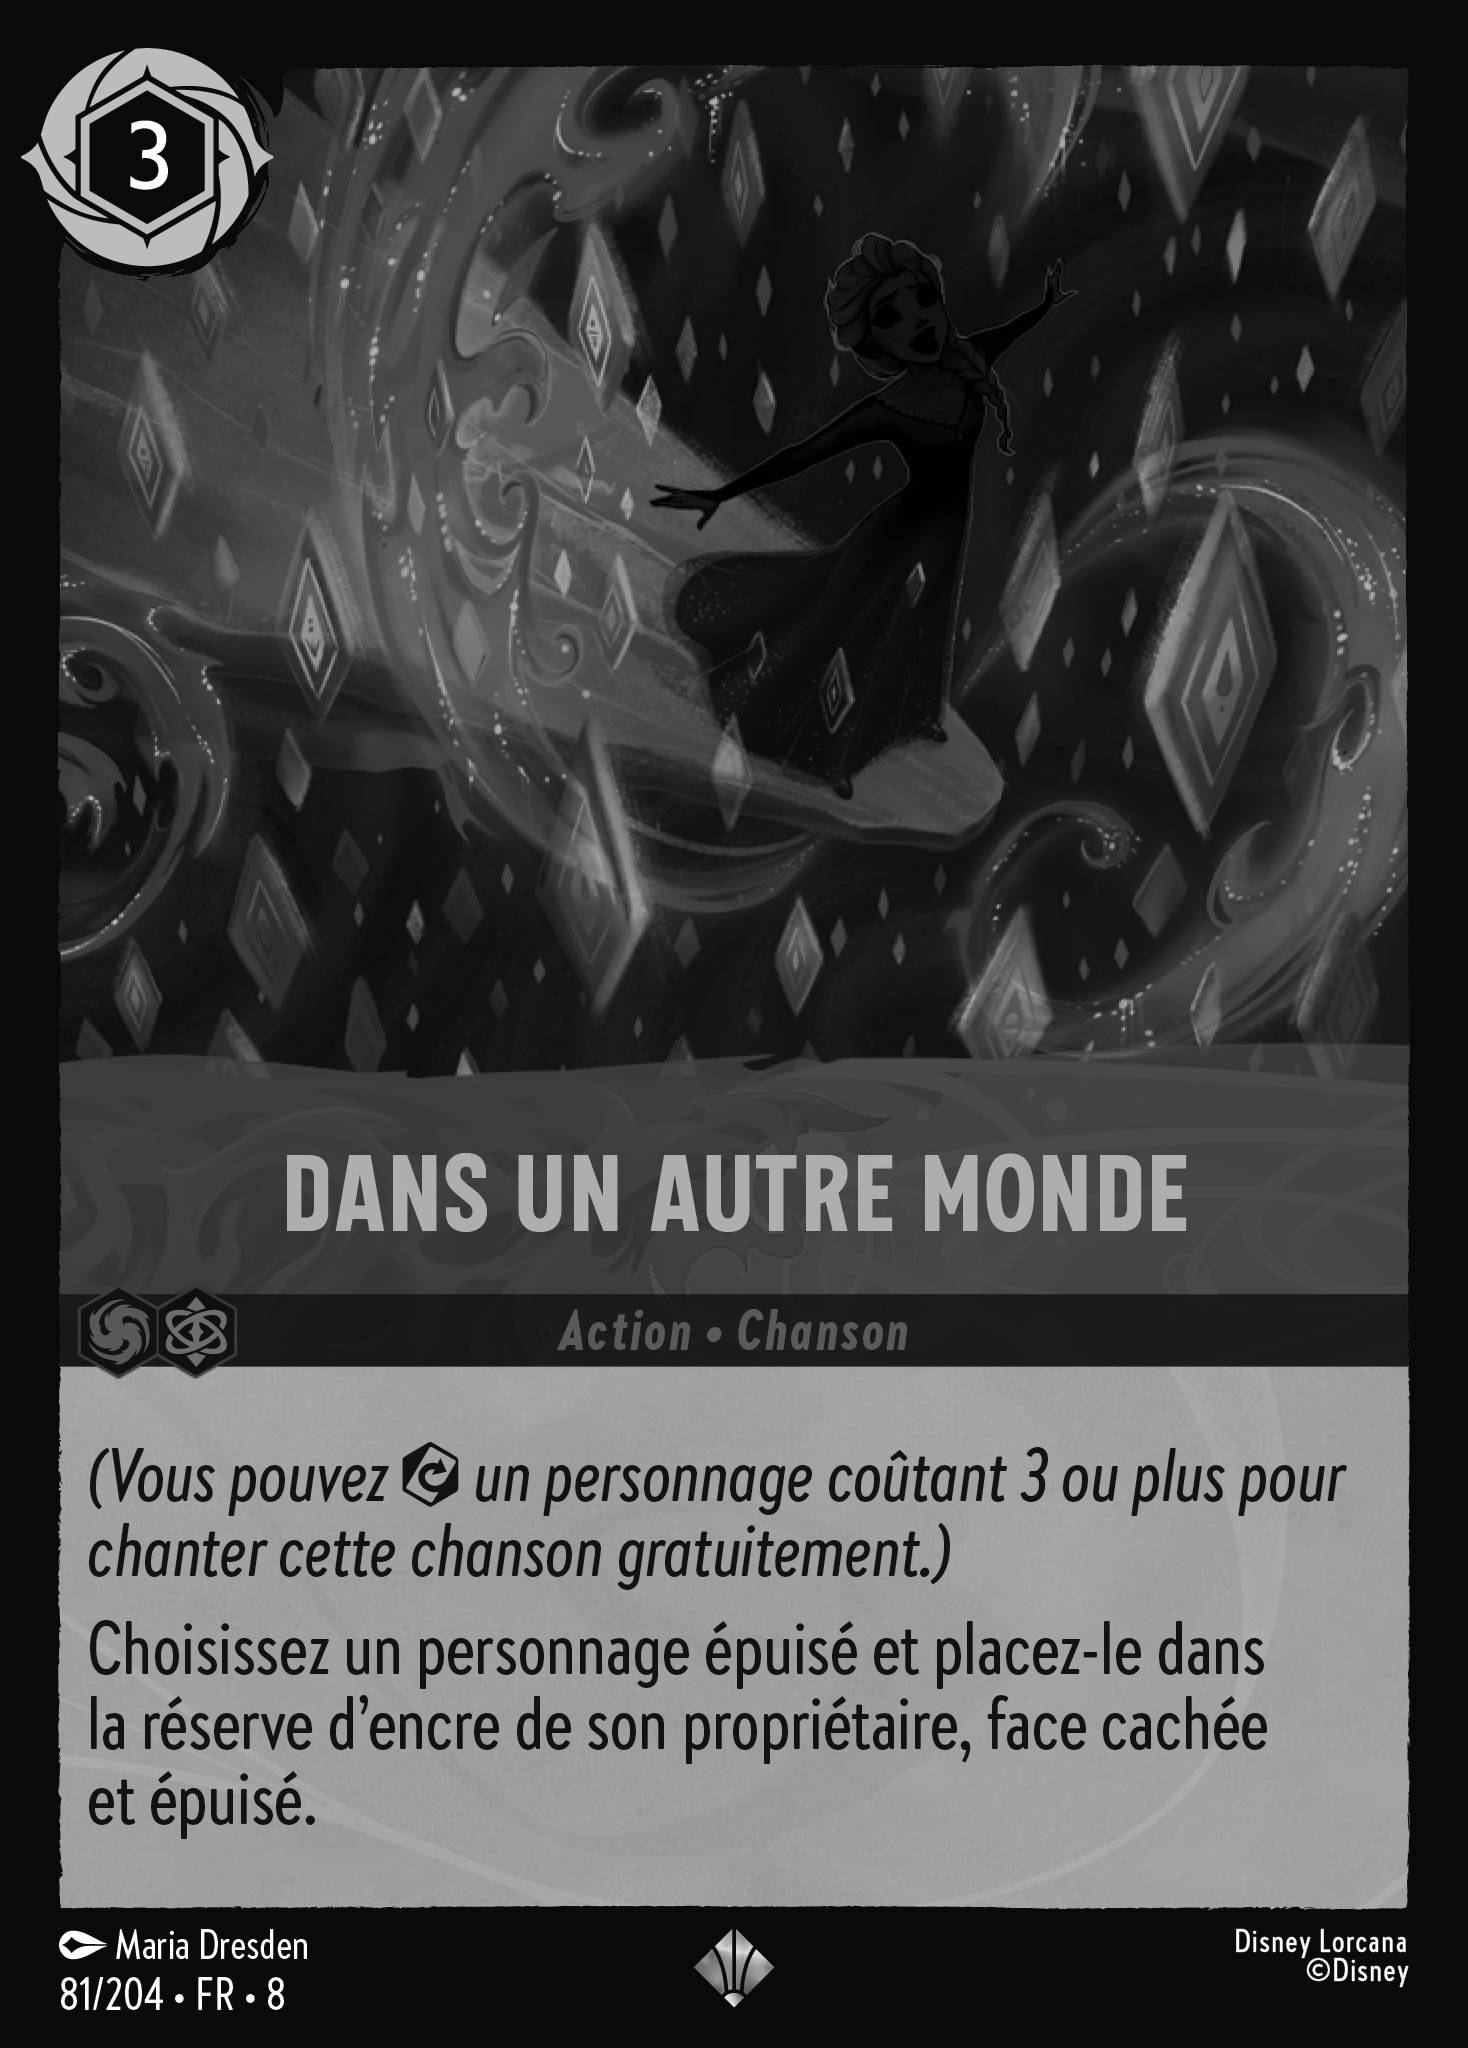 3
DANS UN AUTRE MONDE
Action • Chanson
(Vous pouvez un personnage coûtant 3 ou plus pour
chanter cette chanson gratuitement.)
Choisissez un personnage épuisé et placez-le dans
la réserve d’encre de son propriétaire, face cachée
et épuisé.
Maria Dresden
81/204 • FR • 8
Disney Lorcana
©Disney